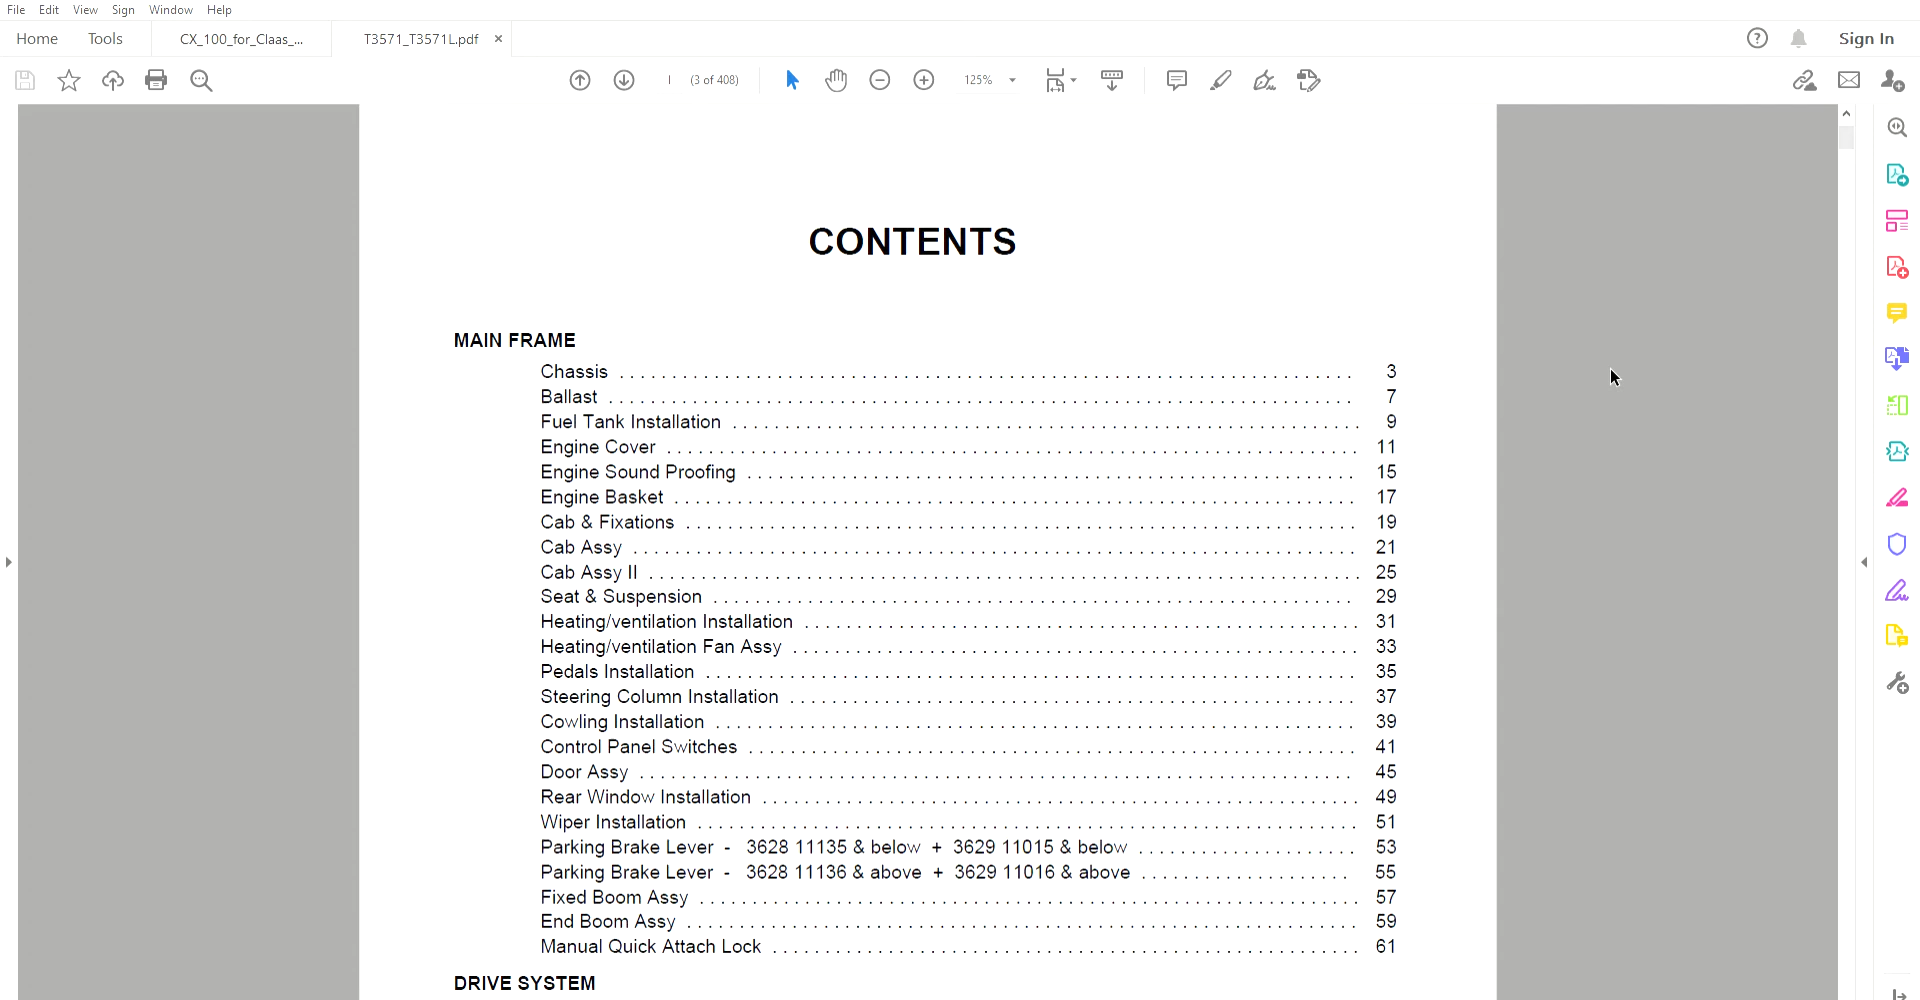 File Edit View Sign Window Help
Home Tools CX_100_for_Claas_... T3571_T3571L.pdf × Sign In
I (3 of 408) 125%
CONTENTS
MAIN FRAME
Chassis . . . . . . . . . . . . . . . . . . . . 3
Ballast . . . . . . . . . . . . . . . . . . . . 7
Fuel Tank Installation . . . . . . . . . . . . . . . . . . . . 9
Engine Cover . . . . . . . . . . . . . . . . . . . . 11
Engine Sound Proofing . . . . . . . . . . . . . . . . . . . . 15
Engine Basket . . . . . . . . . . . . . . . . . . . . 17
Cab & Fixations . . . . . . . . . . . . . . . . . . . . 19
Cab Assy . . . . . . . . . . . . . . . . . . . . 21
Cab Assy II . . . . . . . . . . . . . . . . . . . . 25
Seat & Suspension . . . . . . . . . . . . . . . . . . . . 29
Heating/ventilation Installation . . . . . . . . . . . . . . . . . . . . 31
Heating/ventilation Fan Assy . . . . . . . . . . . . . . . . . . . . 33
Pedals Installation . . . . . . . . . . . . . . . . . . . . 35
Steering Column Installation . . . . . . . . . . . . . . . . . . . . 37
Cowling Installation . . . . . . . . . . . . . . . . . . . . 39
Control Panel Switches . . . . . . . . . . . . . . . . . . . . 41
Door Assy . . . . . . . . . . . . . . . . . . . . 45
Rear Window Installation . . . . . . . . . . . . . . . . . . . . 49
Wiper Installation . . . . . . . . . . . . . . . . . . . . 51
Parking Brake Lever - 3628 11135 & below + 3629 11015 & below . . . . . . . . . . . . . . . . . . . . 53
Parking Brake Lever - 3628 11136 & above + 3629 11016 & above . . . . . . . . . . . . . . . . . . . . 55
Fixed Boom Assy . . . . . . . . . . . . . . . . . . . . 57
End Boom Assy . . . . . . . . . . . . . . . . . . . . 59
Manual Quick Attach Lock . . . . . . . . . . . . . . . . . . . . 61
DRIVE SYSTEM